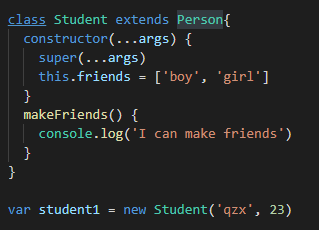 class Student extends Person{
  constructor(...args) {
    super(...args)
    this.friends = ['boy', 'girl']
  }
  makeFriends() {
    console.log('I can make friends')
  }
}
var student1 = new Student('qzx', 23)